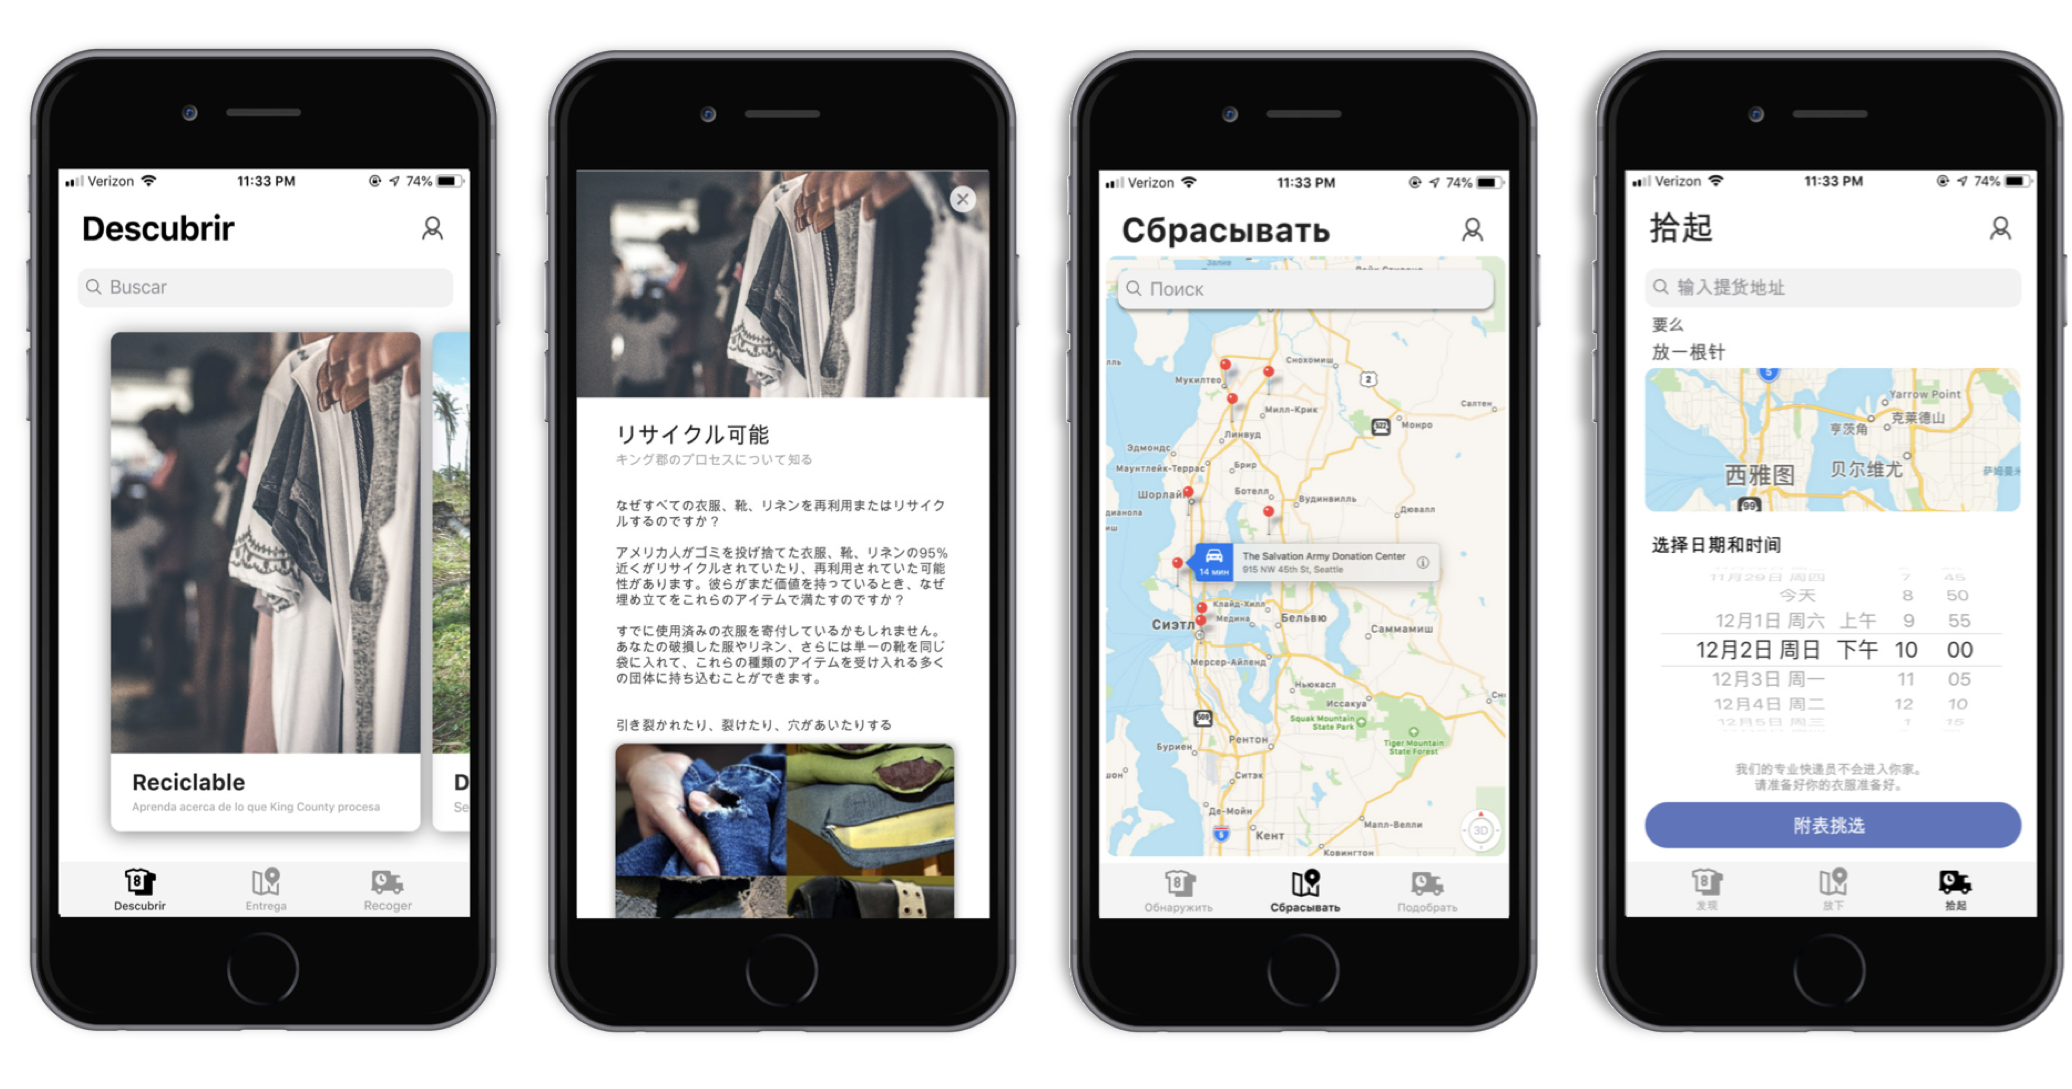 Verizon 11:33 PM 74%
Descubrir
Buscar
Reciclable
Aprenda acerca de lo que King County procesa
D
Se
Descubrir
Entrega
Recoger
リサイクル可能
キング郡のプロセスについて知る
なぜすべての衣服、靴、リネンを再利用またはリサイク
ルするのですか？
アメリカ人がゴミを投げ捨てた衣服、靴、リネンの95%
近くがリサイクルされていたり、再利用されていた可能
性があります。彼らがまだ価値を持っているとき、なぜ
埋め立てをこれらのアイテムで満たすのですか？
すでに使用済みの衣服を寄付しているかもしれません。
あなたの破損した服やリネン、さらには単一の靴を同じ
袋に入れて、これらの種類のアイテムを受け入れる多く
の団体に持ち込むことができます。
引き裂かれたり、裂けたり、穴があいたりする
Verizon 11:33 PM 74%
Сбрасывать
Поиск
Снохомиш
Мукилтео
2
Салтен
Милл-Крик
522
Монро
Линвуд
Эдмондс
Маунтлейк-Террас
Брир
Шорлай
Ботелл
Вудинвилль
Дювалл
14 мин
The Salvation Army Donation Center
915 NW 45th St, Seattle
Клайд-Хилл
Сиэтл
Медина
Бельвю
Саммамиш
Мерсер-Айленд
Ньюкасл
Иссакуа
509
Squak Mountain
State Park
Рентон
Tiger Mountain
State Forest
Буриен
Ситэк
Де-Мойн
Мапл-Велли
5
Кент
3D
Ковингтон
Обнаружить
Сбрасывать
Подобрать
Verizon 11:33 PM 74%
拾起
输入提货地址
要么
放一根针
5
Yarrow Point
克莱德山
亨茨角
西雅图
贝尔维尤
99
选择日期和时间
11月29日 周四 7 45
今天 8 50
12月1日 周六 上午 9 55
12月2日 周日 下午 10 00
12月3日 周一 11 05
12月4日 周二 12 10
12月5日 周三 1 15
我们的专业快递员不会进入你家。
请准备好你的衣服准备好。
附表挑选
发现
放下
拾起